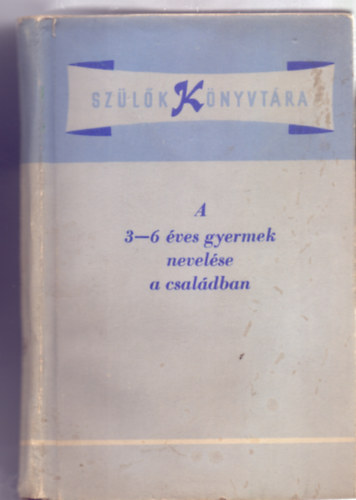 SZÜLŐK KÖNYVTÁRA
A
3—6 éves gyermek
nevelése
a családban